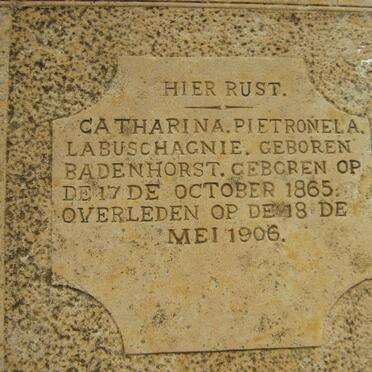 HIER RUST.
CATHARINA. PIETRONELA.
LABUSCHAGNIE. GEBOREN
BADENHORST. GEBOREN OP
DE 17 DE OCTOBER 1865.
OVERLEDEN OP DE 18 DE
MEI 1906.